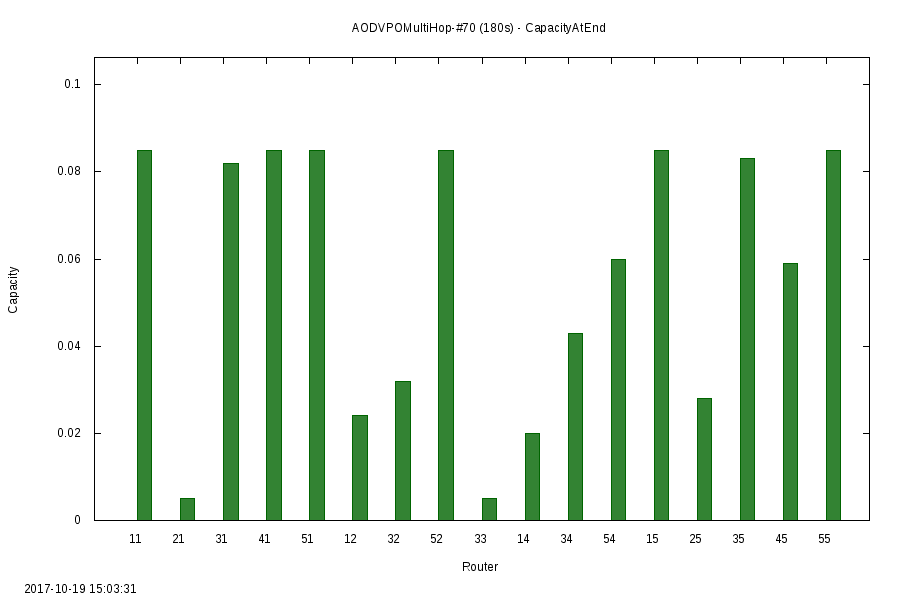 AODVPOMultiHop-#70 (180s) - CapacityAtEnd
0.1
0.08
0.06
0.04
0.02
0
Capacity
11 21 31 41 51 12 32 52 33 14 34 54 15 25 35 45 55
Router
2017-10-19 15:03:31